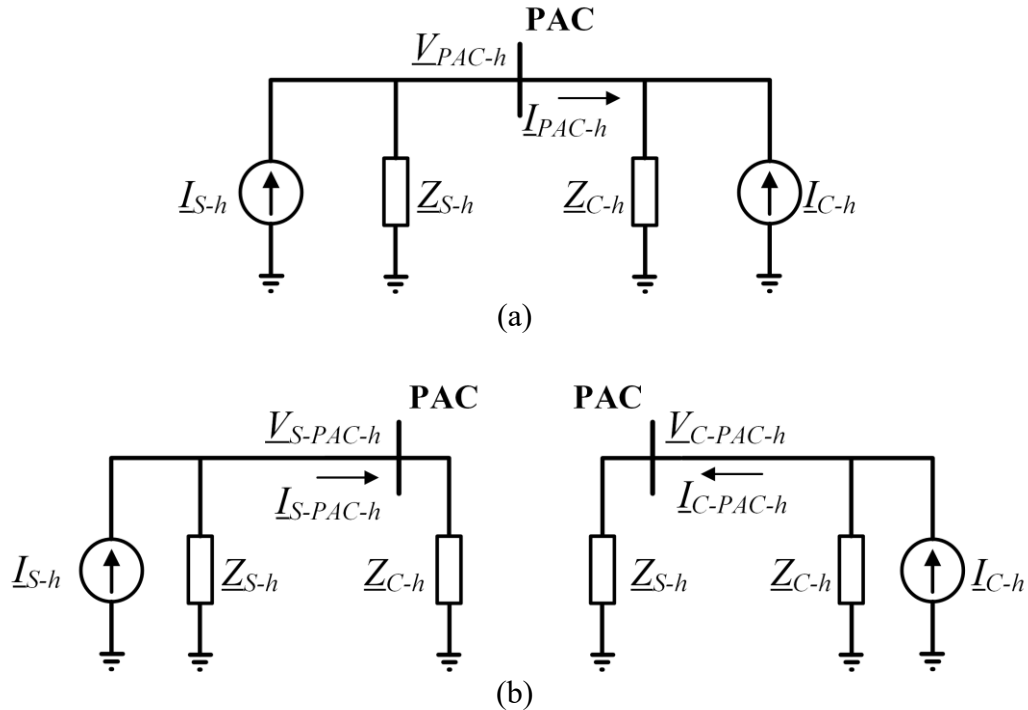 PAC
V_PAC-h
I_PAC-h
I_S-h Z_S-h Z_C-h I_C-h
(a)
PAC PAC
V_S-PAC-h V_C-PAC-h
I_S-PAC-h I_C-PAC-h
I_S-h Z_S-h Z_C-h Z_S-h Z_C-h I_C-h
(b)